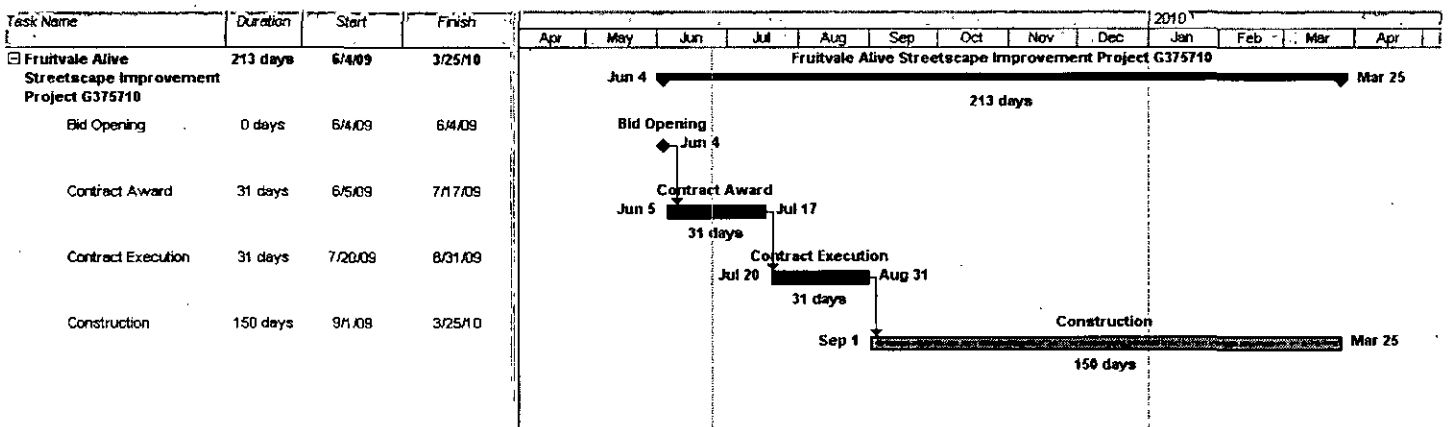 Task Name Duration Start Finish
2010
Apr May Jun Jul Aug Sep Oct Nov Dec Jan Feb Mar Apr
Fruitvale Alive 213 days 6/4/09 3/25/10
Streetscape Improvement
Project G375710
Fruitvale Alive Streetscape Improvement Project G375710
Jun 4 Mar 25
213 days
Bid Opening 0 days 6/4/09 6/4/09
Bid Opening
Jun 4
Contract Award 31 days 6/5/09 7/17/09
Contract Award
Jun 5 Jul 17
31 days
Contract Execution 31 days 7/20/09 8/31/09
Contract Execution
Jul 20 Aug 31
31 days
Construction 150 days 9/1/09 3/25/10
Construction
Sep 1 Mar 25
150 days